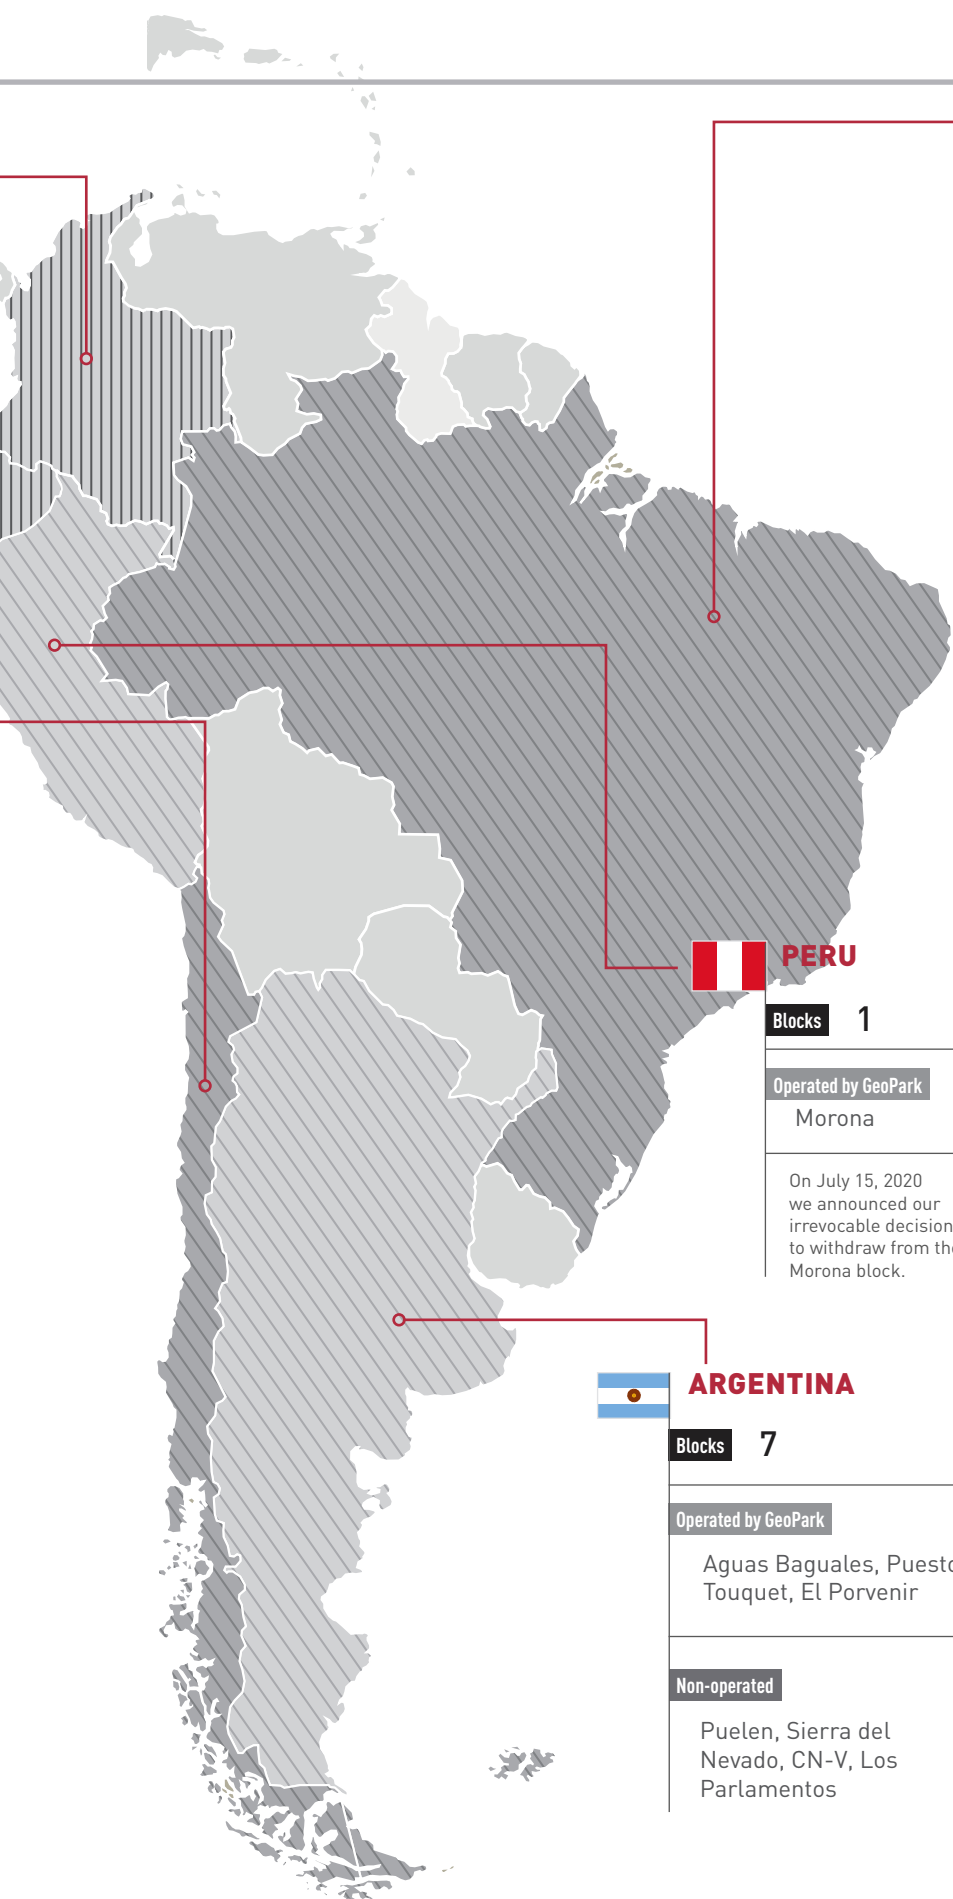 PERU
Blocks 1
Operated by GeoPark
Morona
On July 15, 2020
we announced our
irrevocable decision
to withdraw from the
Morona block.
ARGENTINA
Blocks 7
Operated by GeoPark
Aguas Baguales, Puesto
Touquet, El Porvenir
Non-operated
Puelen, Sierra del
Nevado, CN-V, Los
Parlamentos